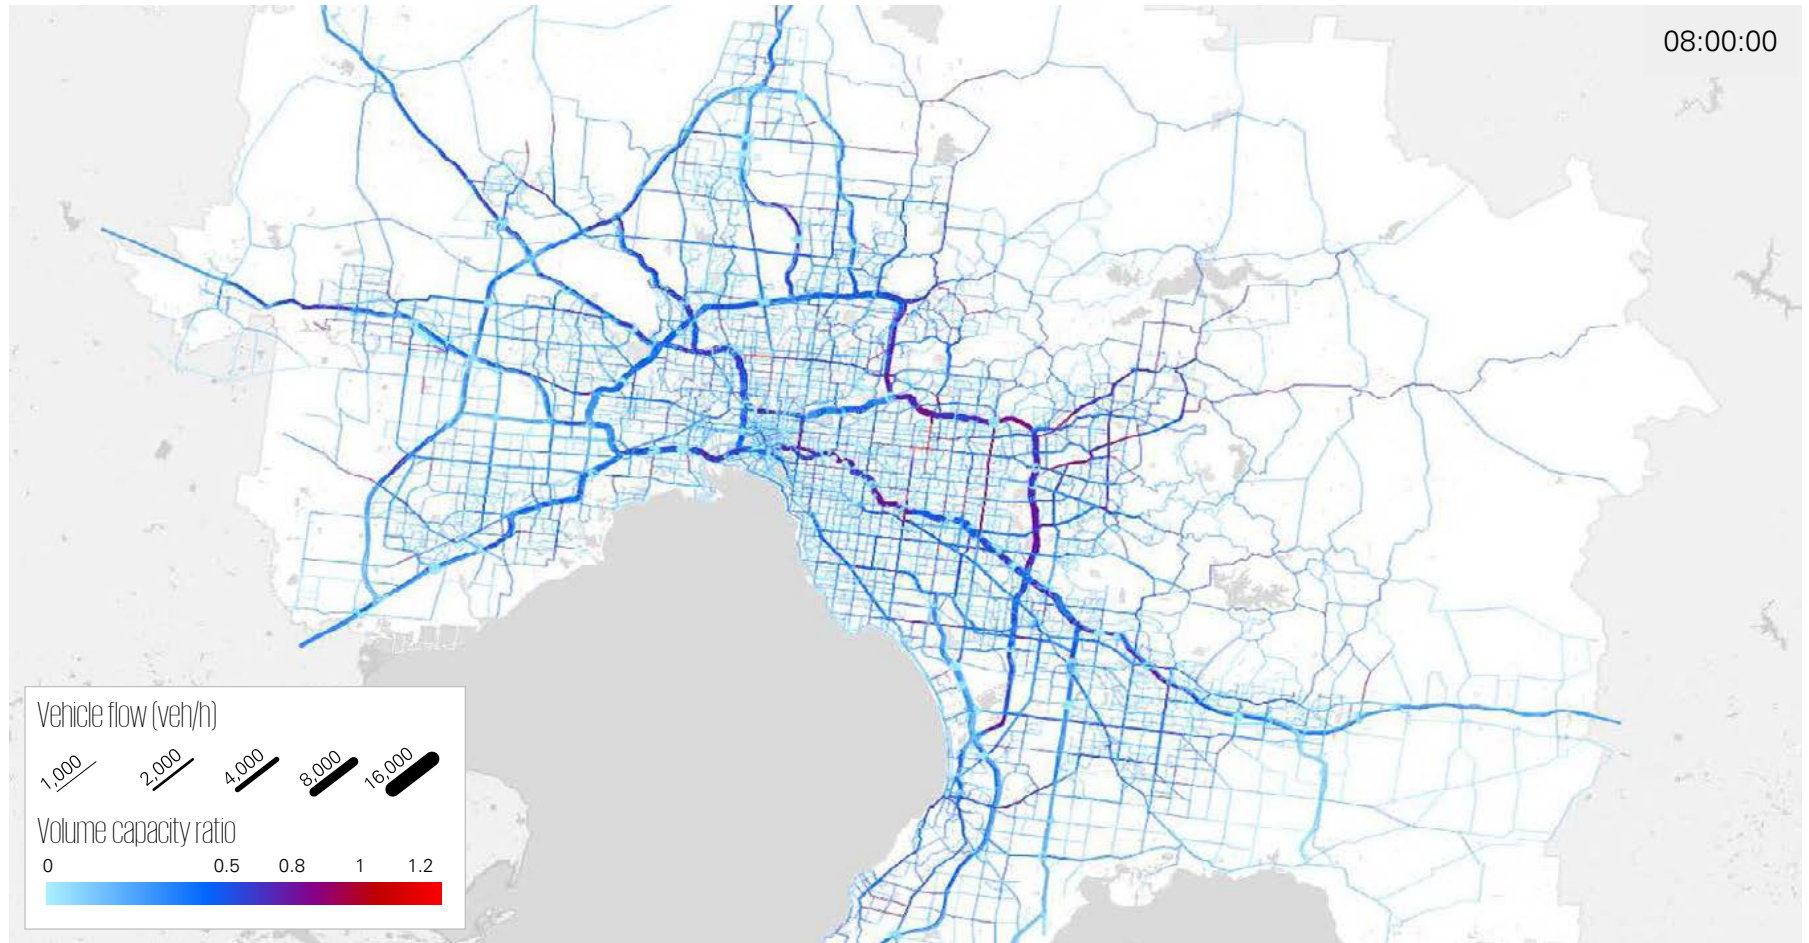 08:00:00
Vehicle flow (veh/h)
1,000 2,000 4,000 8,000 16,000
Volume capacity ratio
0 0.5 0.8 1 1.2